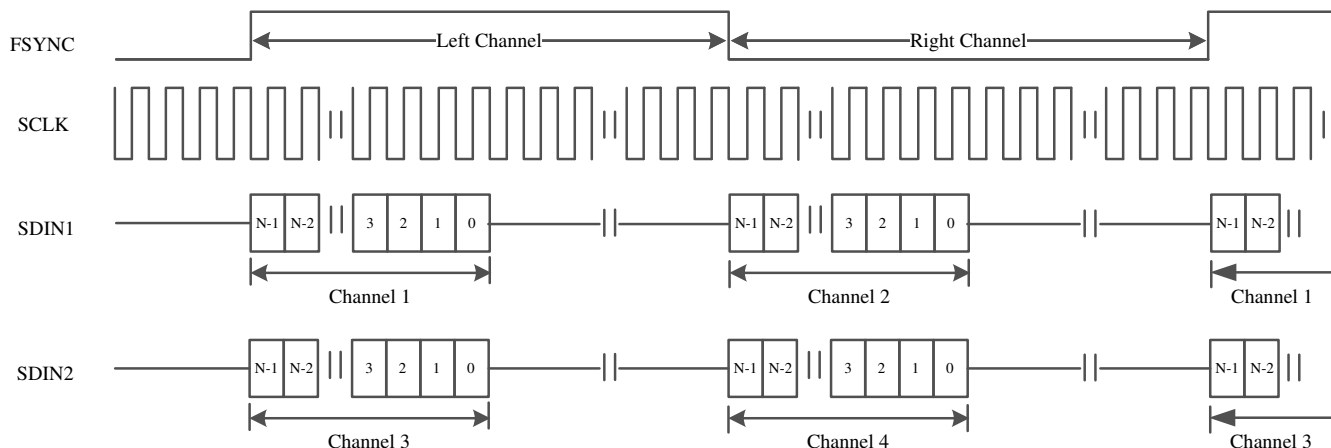 FSYNC
Left Channel
Right Channel
SCLK
SDIN1
N-1 N-2 3 2 1 0 N-1 N-2 3 2 1 0 N-1 N-2
Channel 1 Channel 2 Channel 1
SDIN2
N-1 N-2 3 2 1 0 N-1 N-2 3 2 1 0 N-1 N-2
Channel 3 Channel 4 Channel 3